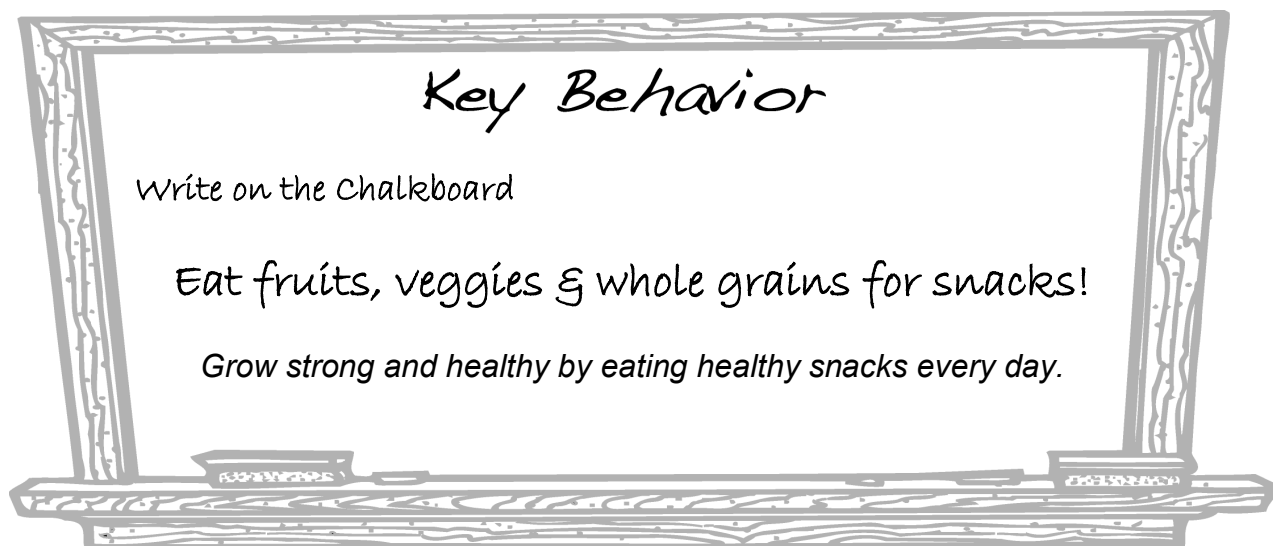 Key Behavior
Write on the Chalkboard
Eat fruits, veggies & whole grains for snacks!
Grow strong and healthy by eating healthy snacks every day.